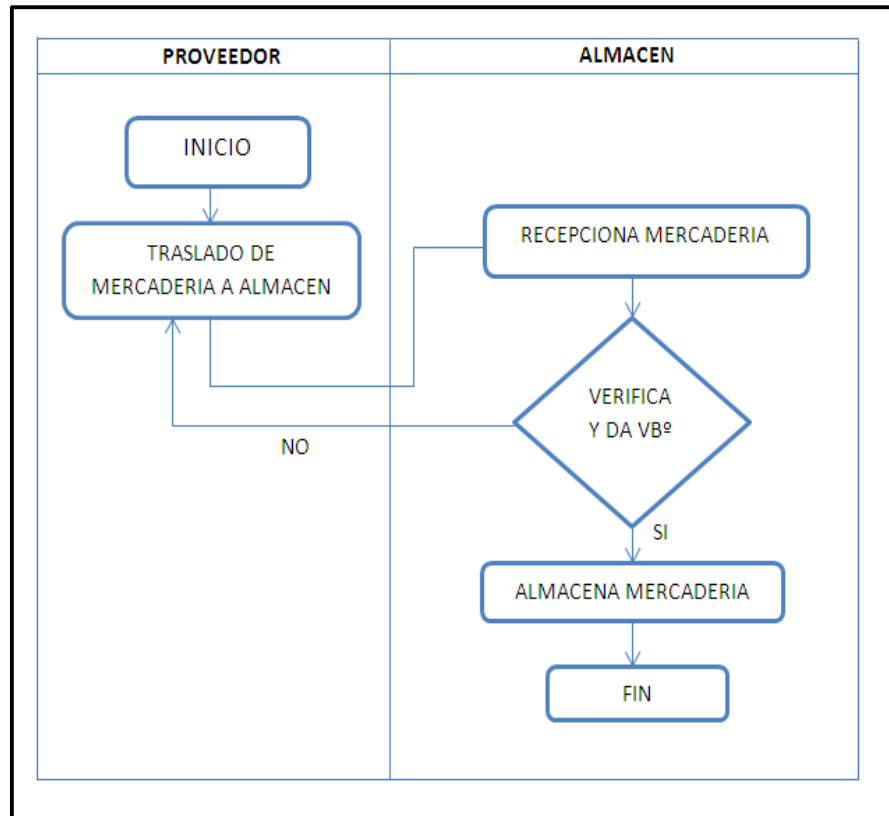 PROVEEDOR
ALMACEN
INICIO
TRASLADO DE
MERCADERIA A ALMACEN
RECEPCIONA MERCADERIA
VERIFICA
Y DA VBº
NO
SI
ALMACENA MERCADERIA
FIN